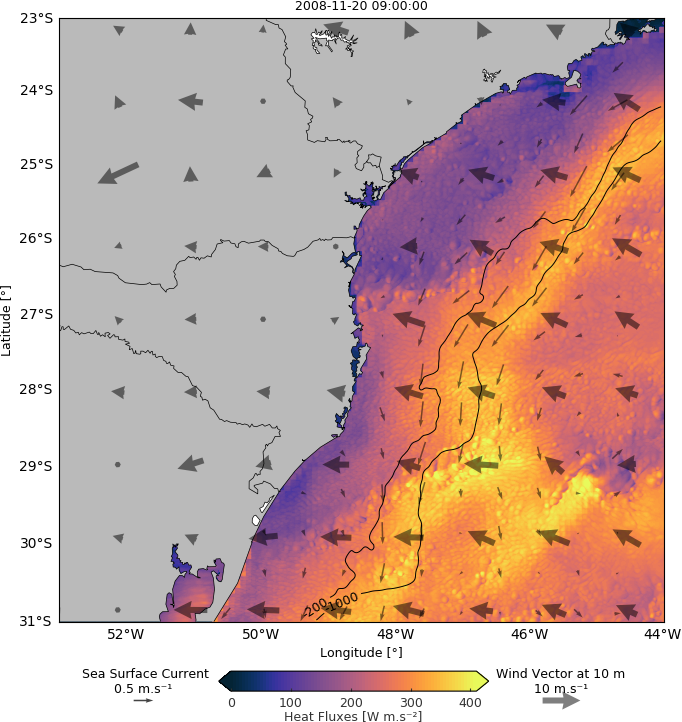 2008-11-20 09:00:00
23°S
24°S
25°S
26°S
27°S
28°S
29°S
30°S
31°S
Latitude [°]
-200
-1000
52°W
50°W
48°W
46°W
44°W
Longitude [°]
Sea Surface Current
0.5 m.s⁻¹
Wind Vector at 10 m
10 m.s⁻¹
0
100
200
300
400
Heat Fluxes [W m.s⁻²]